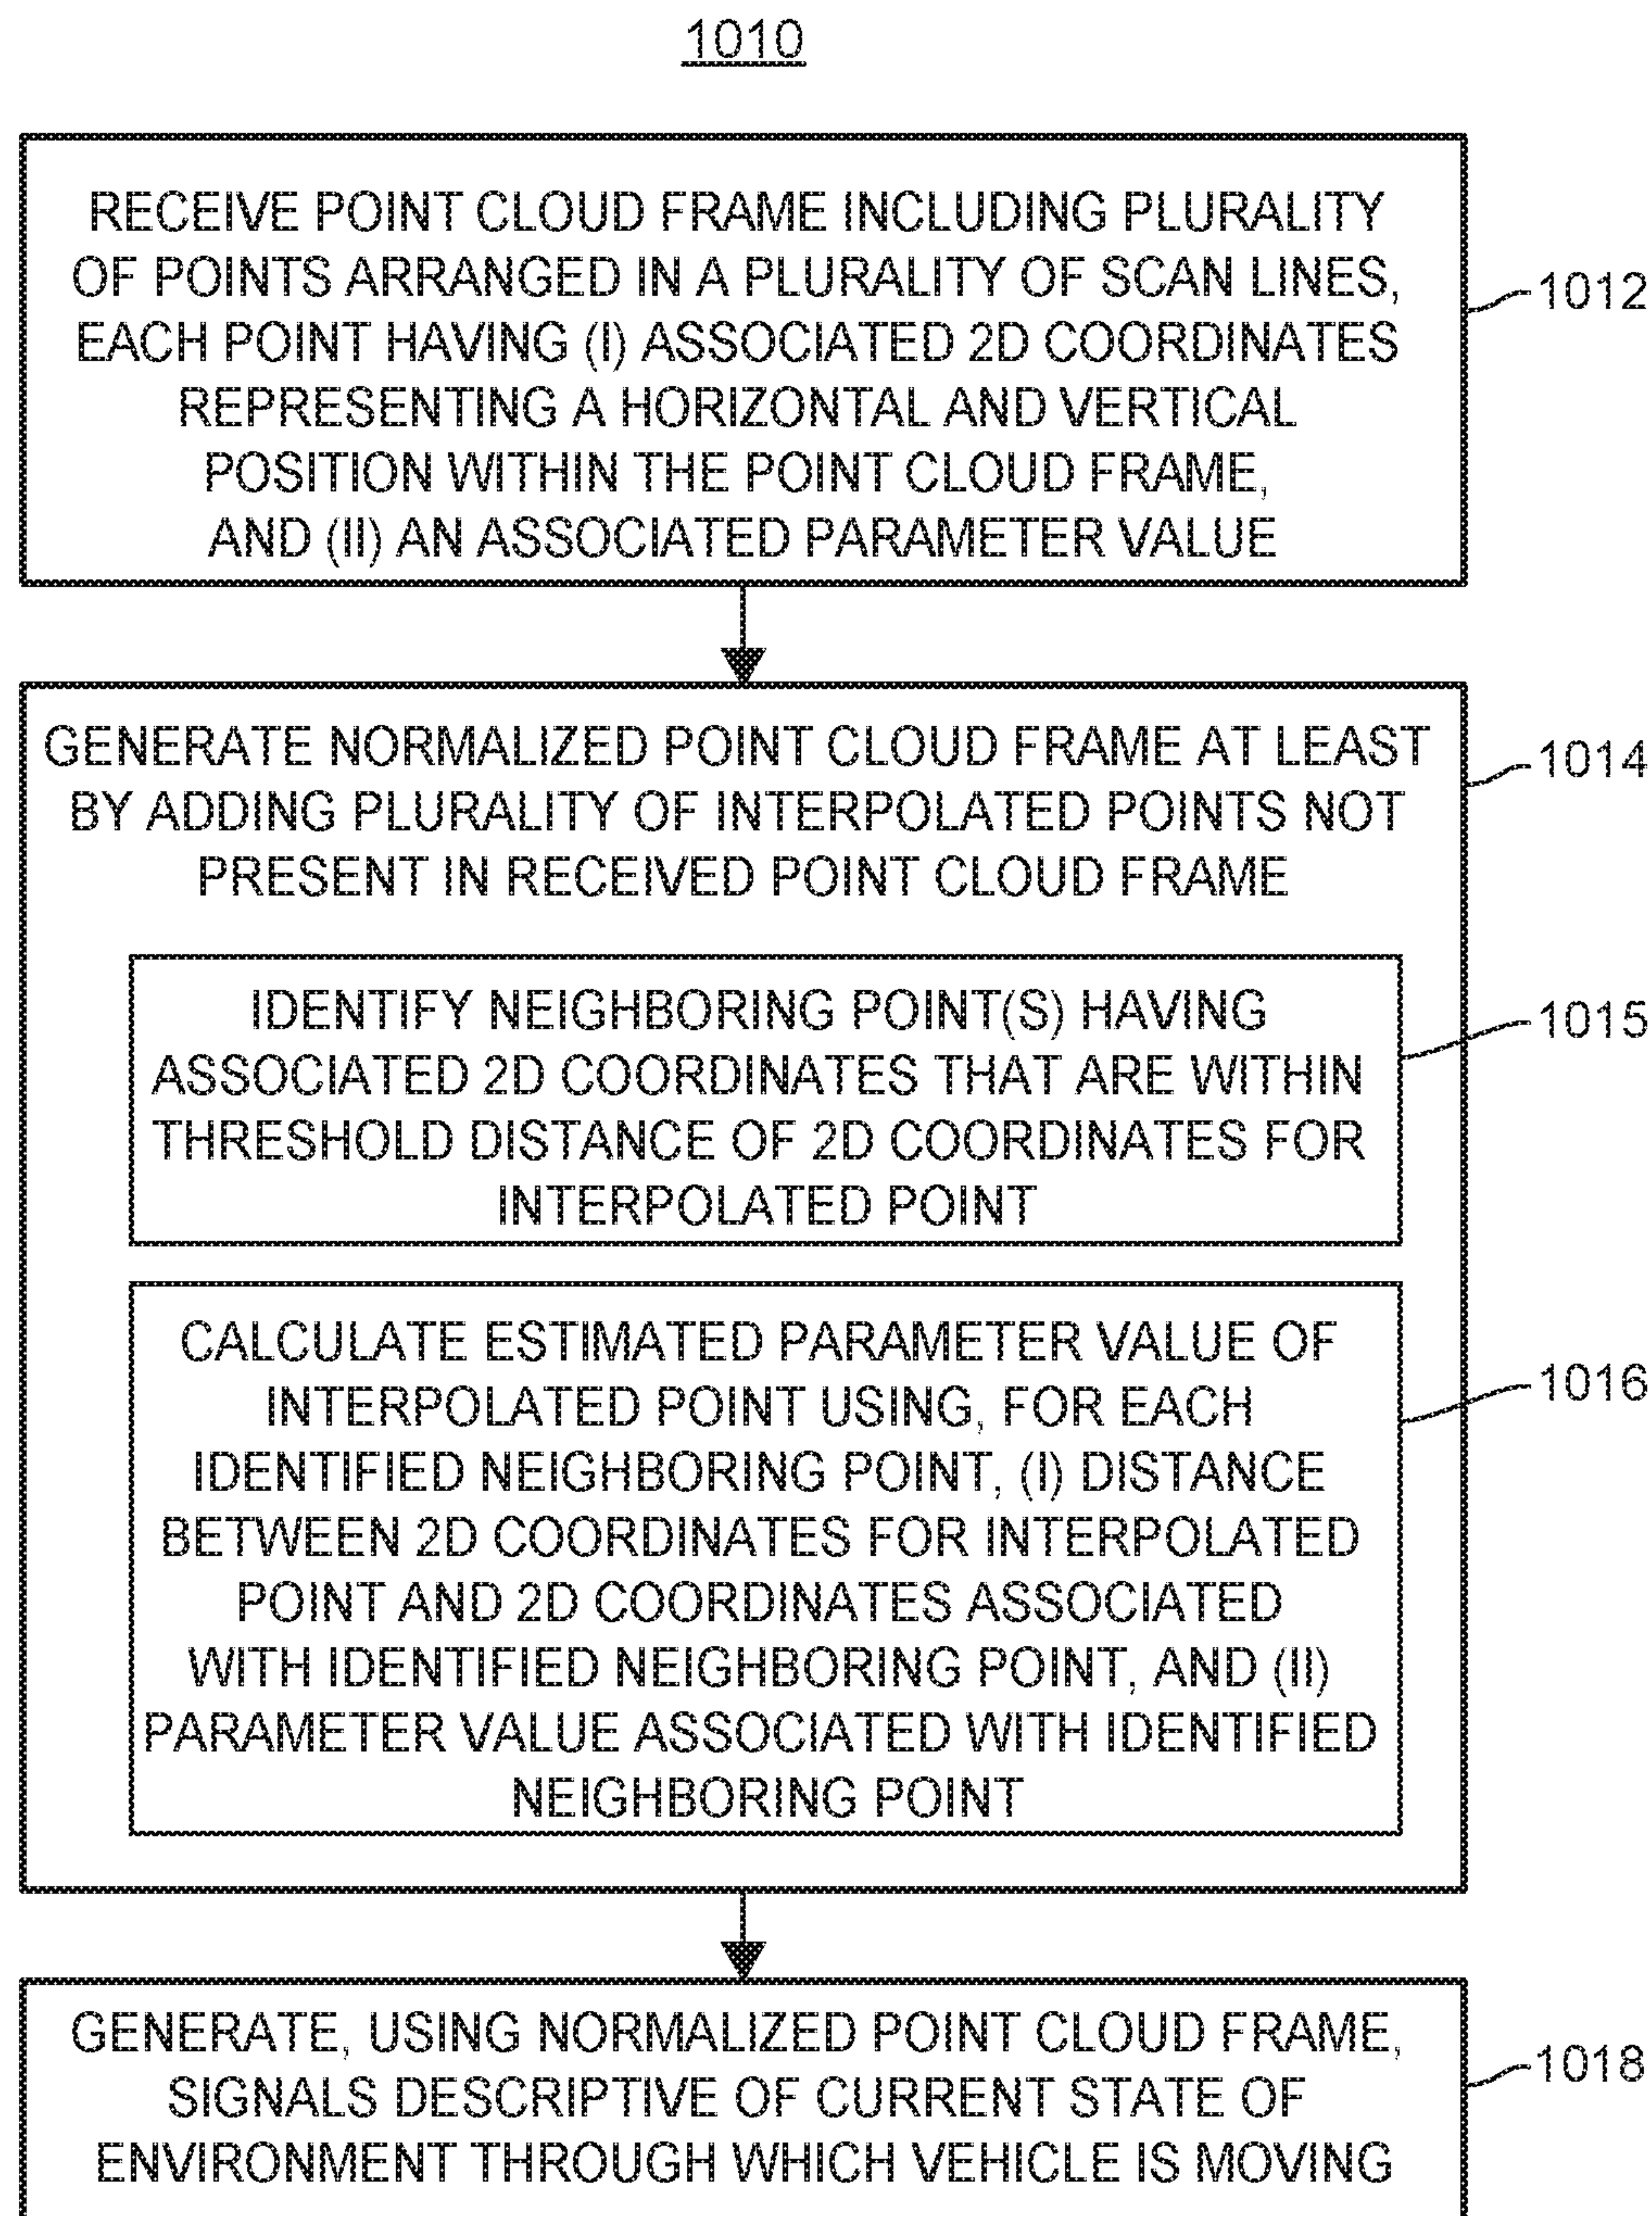 1010
RECEIVE POINT CLOUD FRAME INCLUDING PLURALITY
OF POINTS ARRANGED IN A PLURALITY OF SCAN LINES,
EACH POINT HAVING (I) ASSOCIATED 2D COORDINATES
REPRESENTING A HORIZONTAL AND VERTICAL
POSITION WITHIN THE POINT CLOUD FRAME,
AND (II) AN ASSOCIATED PARAMETER VALUE
1012
GENERATE NORMALIZED POINT CLOUD FRAME AT LEAST
BY ADDING PLURALITY OF INTERPOLATED POINTS NOT
PRESENT IN RECEIVED POINT CLOUD FRAME
1014
IDENTIFY NEIGHBORING POINT(S) HAVING
ASSOCIATED 2D COORDINATES THAT ARE WITHIN
THRESHOLD DISTANCE OF 2D COORDINATES FOR
INTERPOLATED POINT
1015
CALCULATE ESTIMATED PARAMETER VALUE OF
INTERPOLATED POINT USING, FOR EACH
IDENTIFIED NEIGHBORING POINT, (I) DISTANCE
BETWEEN 2D COORDINATES FOR INTERPOLATED
POINT AND 2D COORDINATES ASSOCIATED
WITH IDENTIFIED NEIGHBORING POINT, AND (II)
PARAMETER VALUE ASSOCIATED WITH IDENTIFIED
NEIGHBORING POINT
1016
GENERATE, USING NORMALIZED POINT CLOUD FRAME,
SIGNALS DESCRIPTIVE OF CURRENT STATE OF
ENVIRONMENT THROUGH WHICH VEHICLE IS MOVING
1018